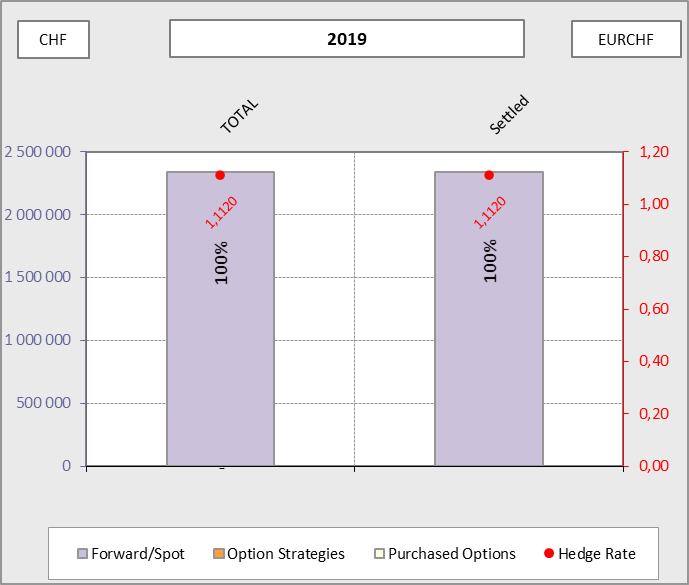 CHF 2019 EURCHF
TOTAL Settled
2 500 000 1,20
2 000 000 1,00
1 500 000 0,80
1 000 000 0,60
500 000 0,40
0 0,20
0,00
1,1120 1,1120
100% 100%
Forward/Spot Option Strategies Purchased Options Hedge Rate